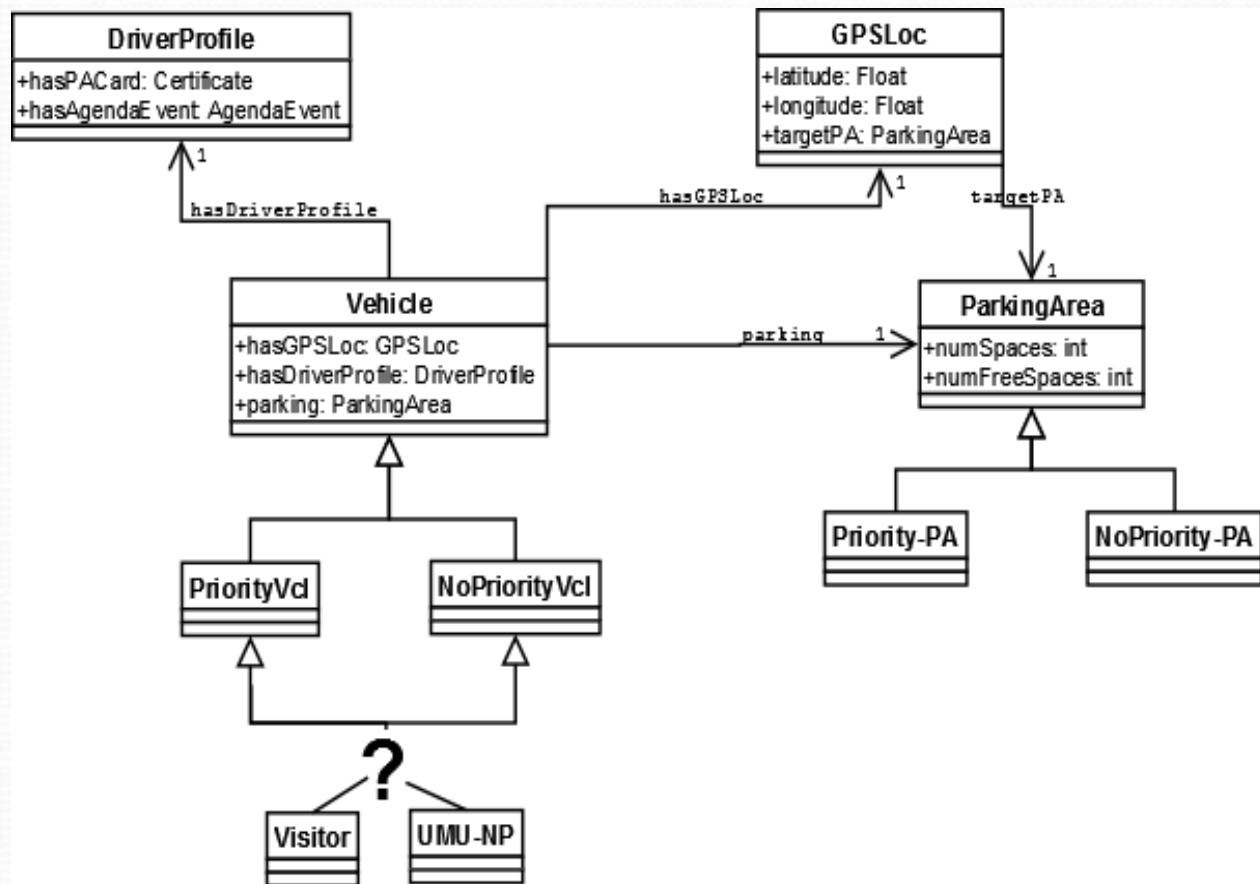 DriverProfile
+hasPACard: Certificate
+hasAgendaEvent: AgendaEvent
1
hasDriverProfile
GPSLoc
+latitude: Float
+longitude: Float
+targetPA: ParkingArea
hasGPSLoc
1
targetPA
1
Vehicle
+hasGPSLoc: GPSLoc
+hasDriverProfile: DriverProfile
+parking: ParkingArea
parking
1
ParkingArea
+numSpaces: int
+numFreeSpaces: int
Priority-PA
NoPriority-PA
PriorityVcl
NoPriorityVcl
?
Visitor
UMU-NP